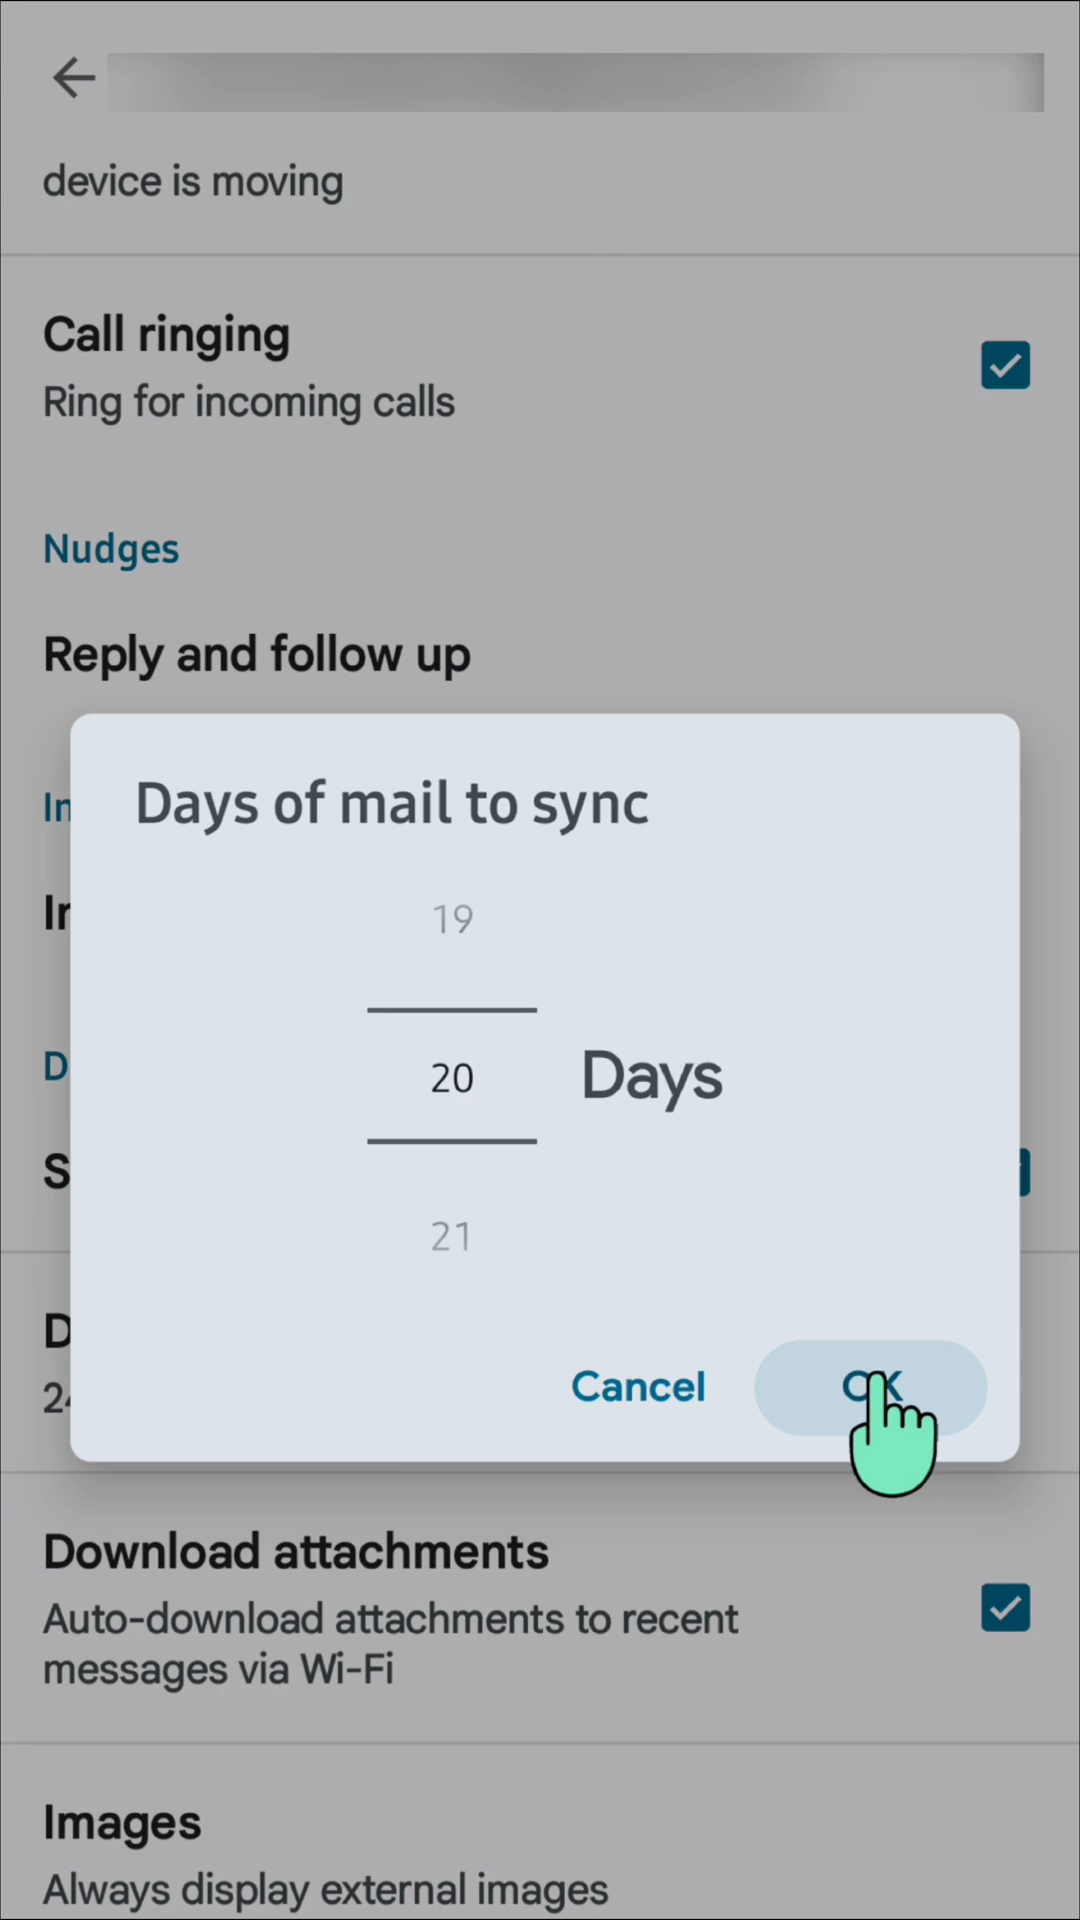 device is moving
Call ringing
Ring for incoming calls
Nudges
Reply and follow up
Days of mail to sync
19
20 Days
21
Cancel OK
Download attachments
Auto-download attachments to recent
messages via Wi-Fi
Images
Always display external images